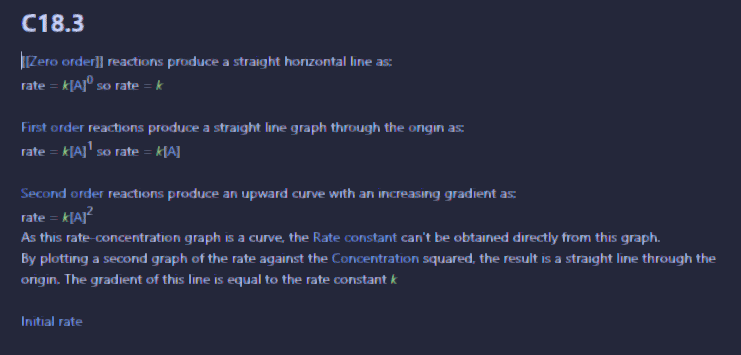 C18.3
[[Zero order]] reactions produce a straight horizontal line as:
rate = k[A]⁰ so rate = k
First order reactions produce a straight line graph through the origin as:
rate = k[A]¹ so rate = k[A]
Second order reactions produce an upward curve with an increasing gradient as:
rate = k[A]²
As this rate-concentration graph is a curve, the Rate constant can't be obtained directly from this graph.
By plotting a second graph of the rate against the Concentration squared, the result is a straight line through the
origin. The gradient of this line is equal to the rate constant k
Initial rate